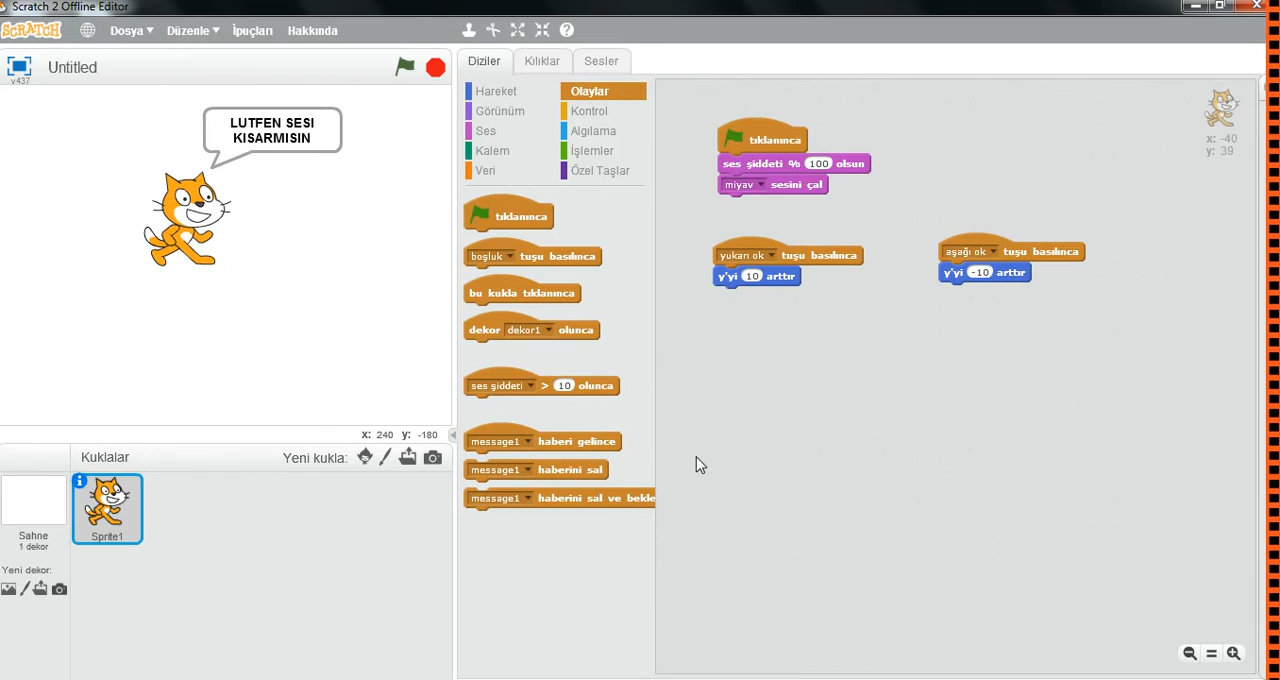 Scratch 2 Offline Editor
SCRATCH Dosya Düzenle İpuçları Hakkında
v437 Untitled
LUTFEN SESI
KISARMISIN
x: 240 y: -180
Kuklalar Yeni kukla:
Sprite1
Sahne
1 dekor
Yeni dekor:
Diziler Kılıklar Sesler
Hareket Olaylar
Görünüm Kontrol
Ses Algılama
Kalem İşlemler
Veri Özel Taşlar
tıklanınca
boşluk tuşu basılınca
bu kukla tıklanınca
dekor dekor1 olunca
ses şiddeti > 10 olunca
message1 haberi gelince
message1 haberini sal
message1 haberini sal ve bekle
tıklanınca
ses şiddeti % 100 olsun
miyav sesini çal
yukarı ok tuşu basılınca
y'yi 10 arttır
aşağı ok tuşu basılınca
y'yi -10 arttır
x: -40
y: 39